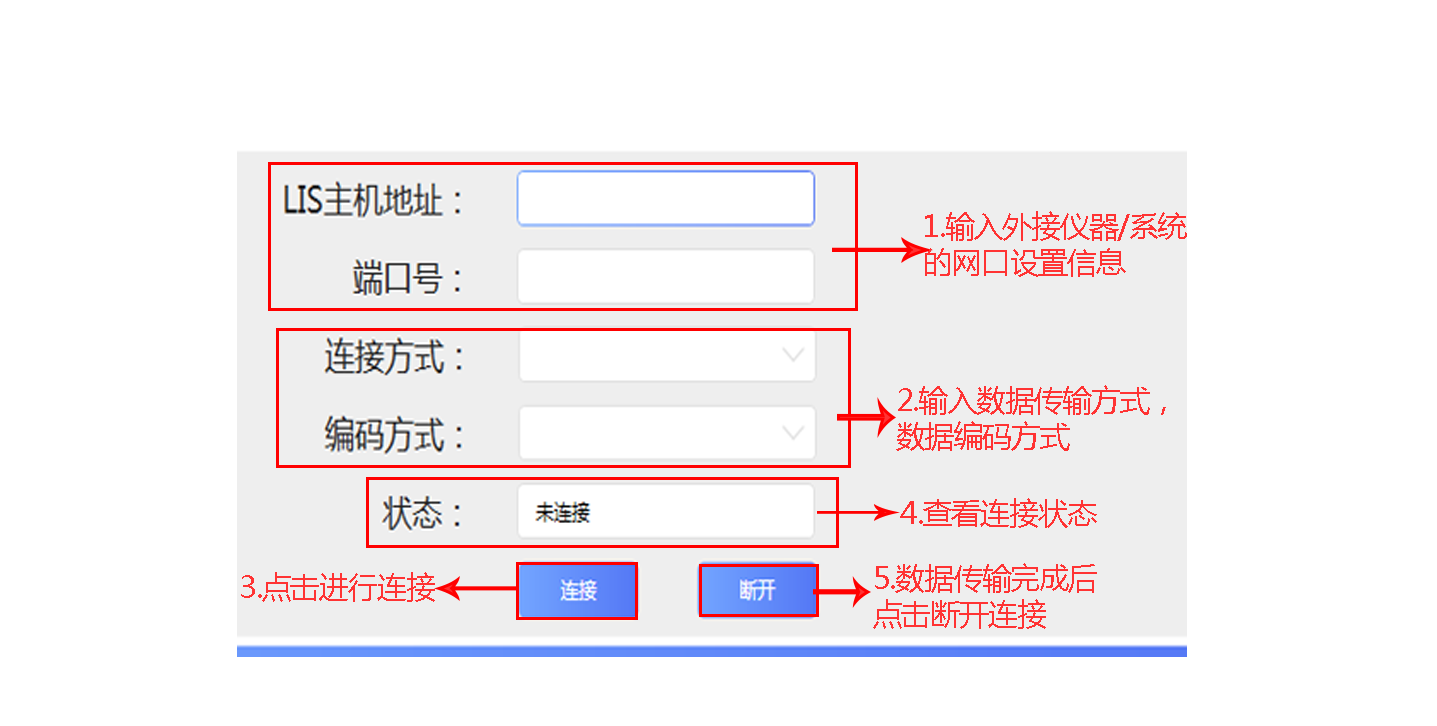 LIS主机地址：
端口号：
1.输入外接仪器/系统
的网口设置信息
连接方式：
编码方式：
2.输入数据传输方式，
数据编码方式
状态：
未连接
4.查看连接状态
3.点击进行连接
连接
断开
5.数据传输完成后
点击断开连接